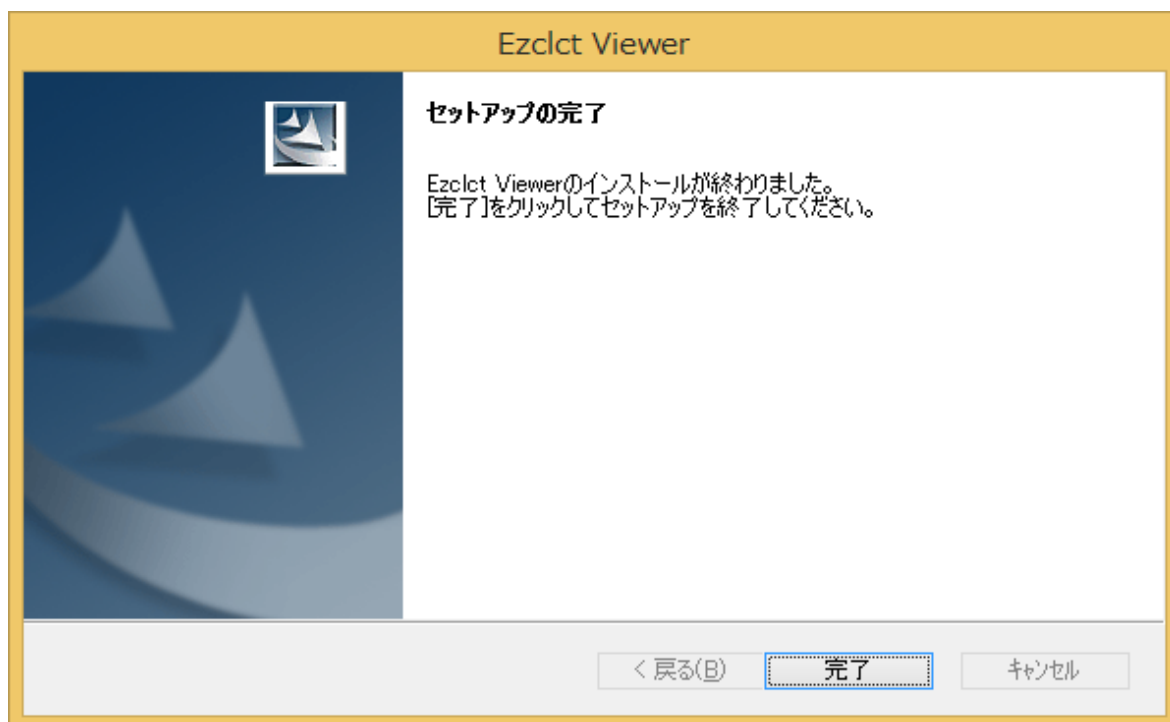 Ezclct Viewer
セットアップの完了
Ezclct Viewerのインストールが終わりました。
[完了]をクリックしてセットアップを終了してください。
< 戻る(B)
完了
キャンセル